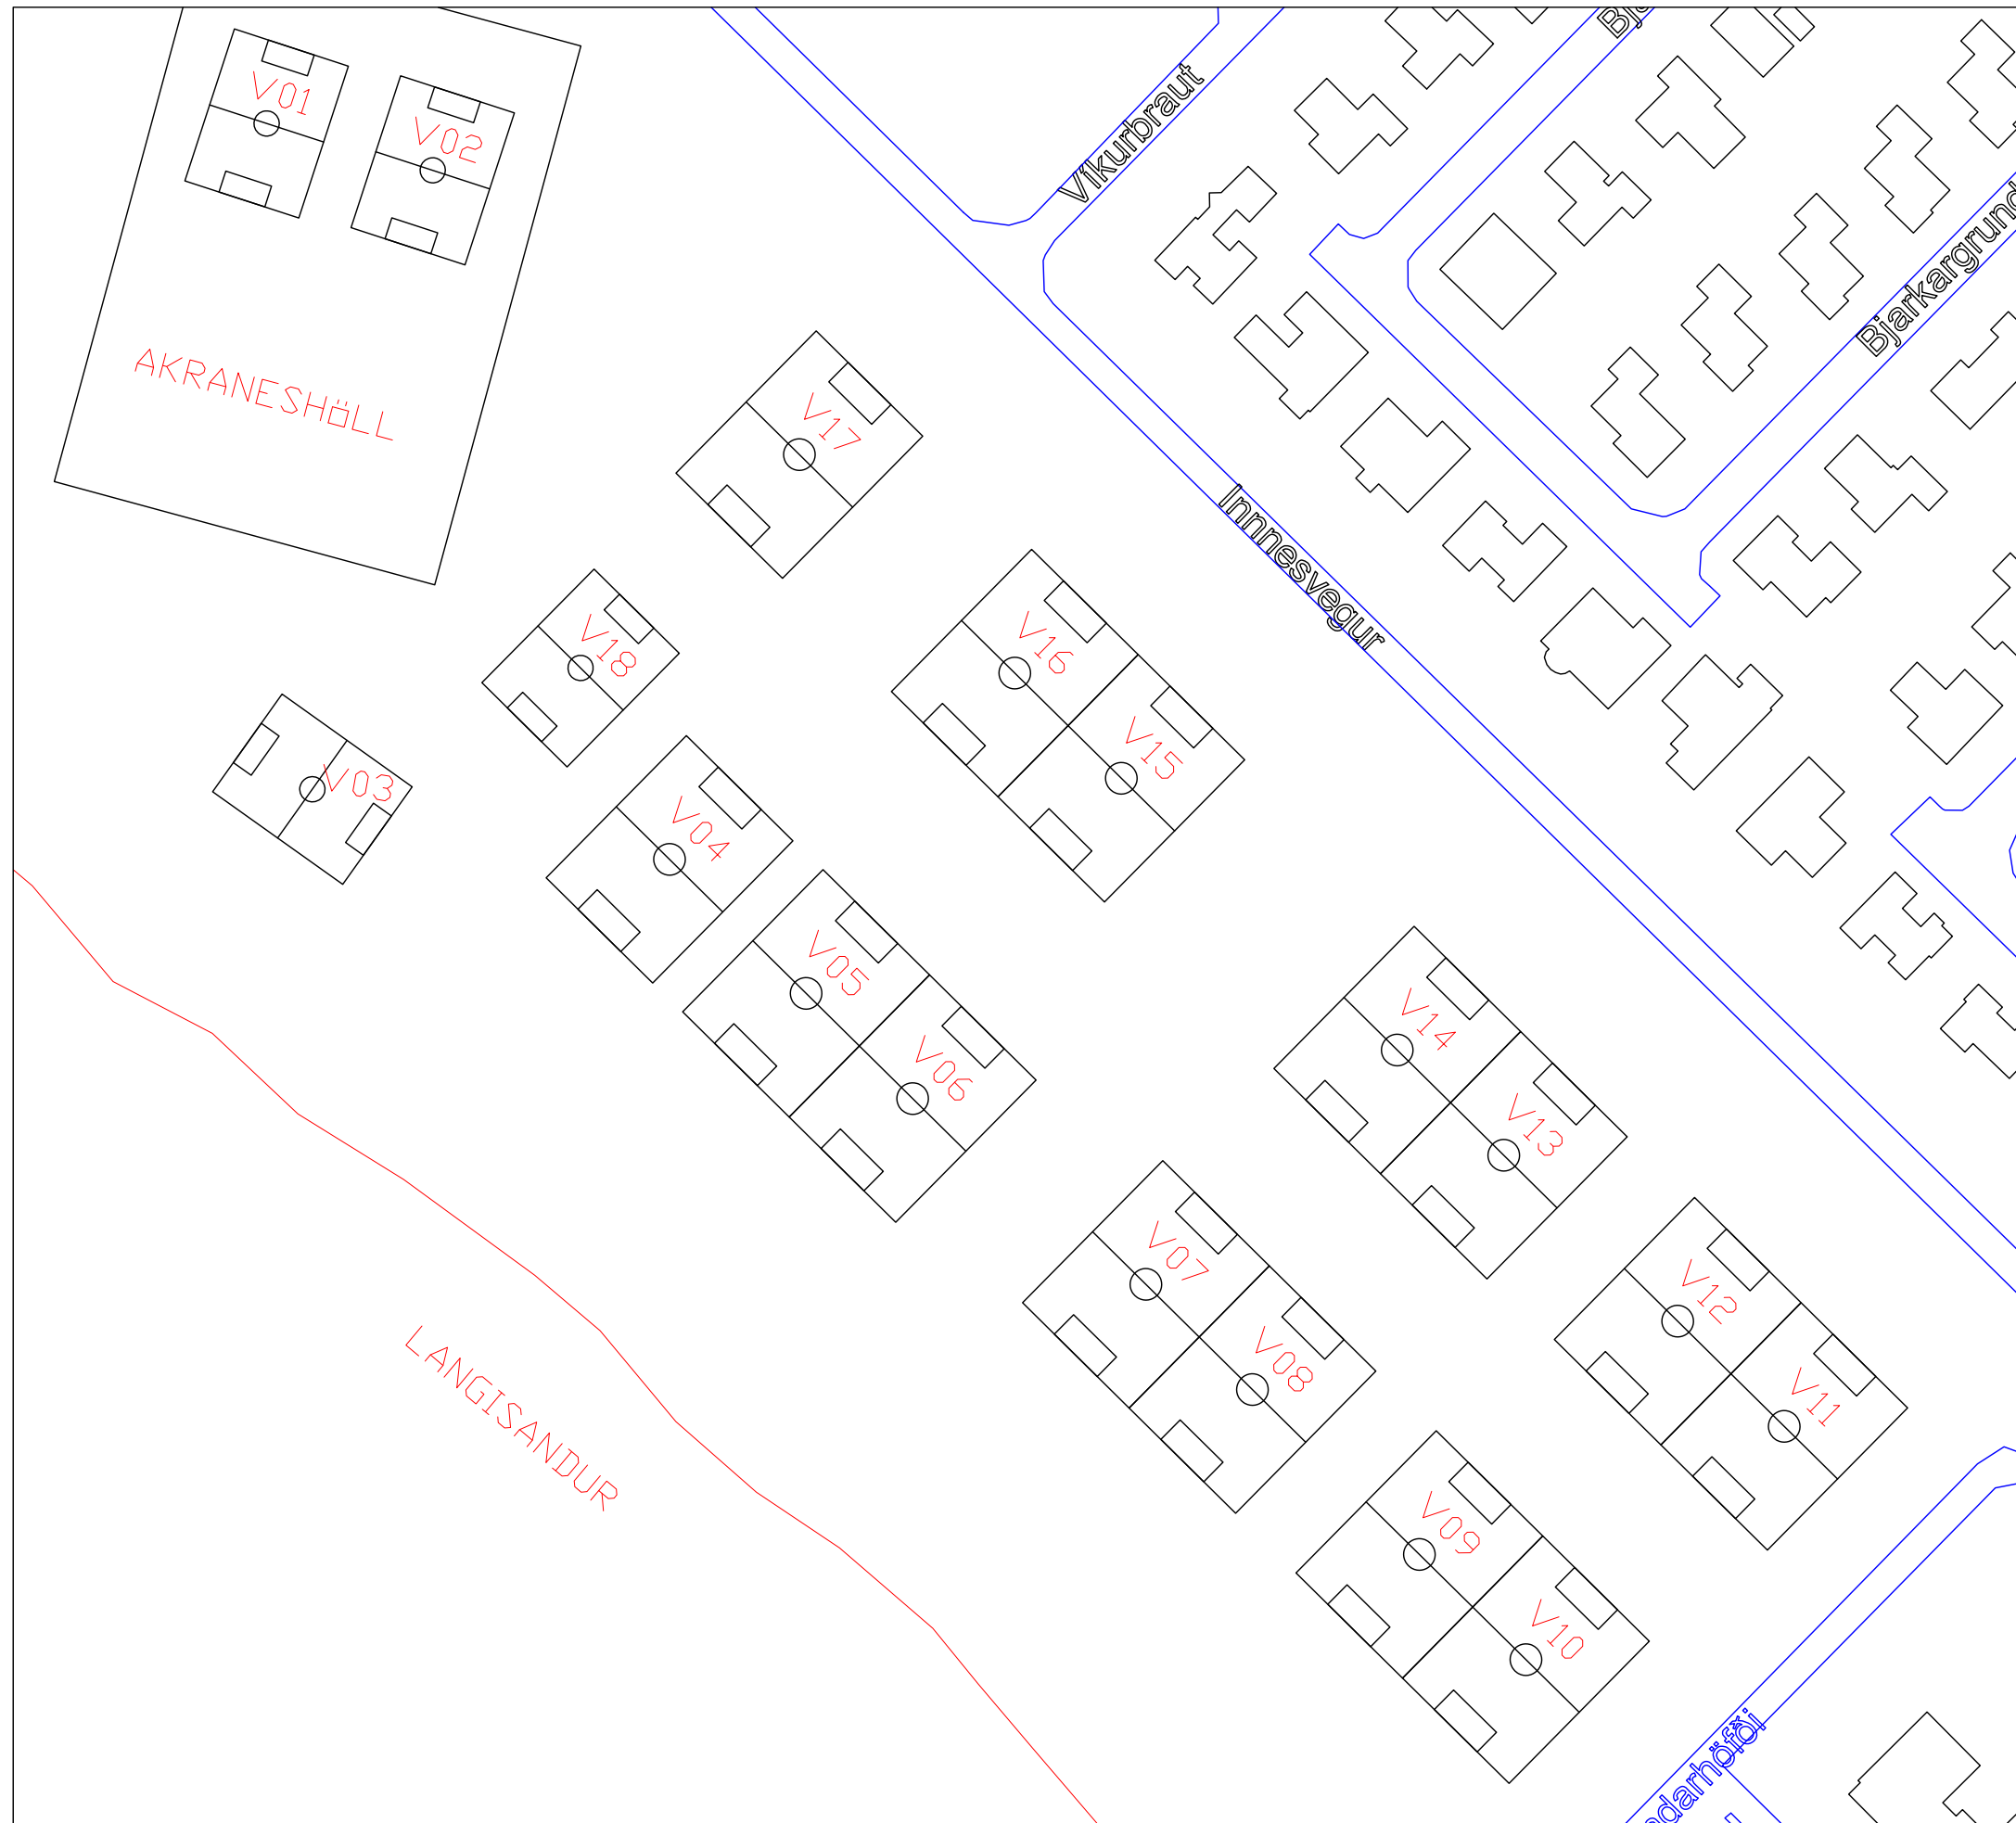 V01
V02
Víkurbraut
Bjarkargrund
AKRANESHÖLL
V17
Innnesvegur
V18
V16
V03
V15
V04
V05
V14
V06
V13
V07
V12
V08
V11
LANGISANDUR
V09
V10